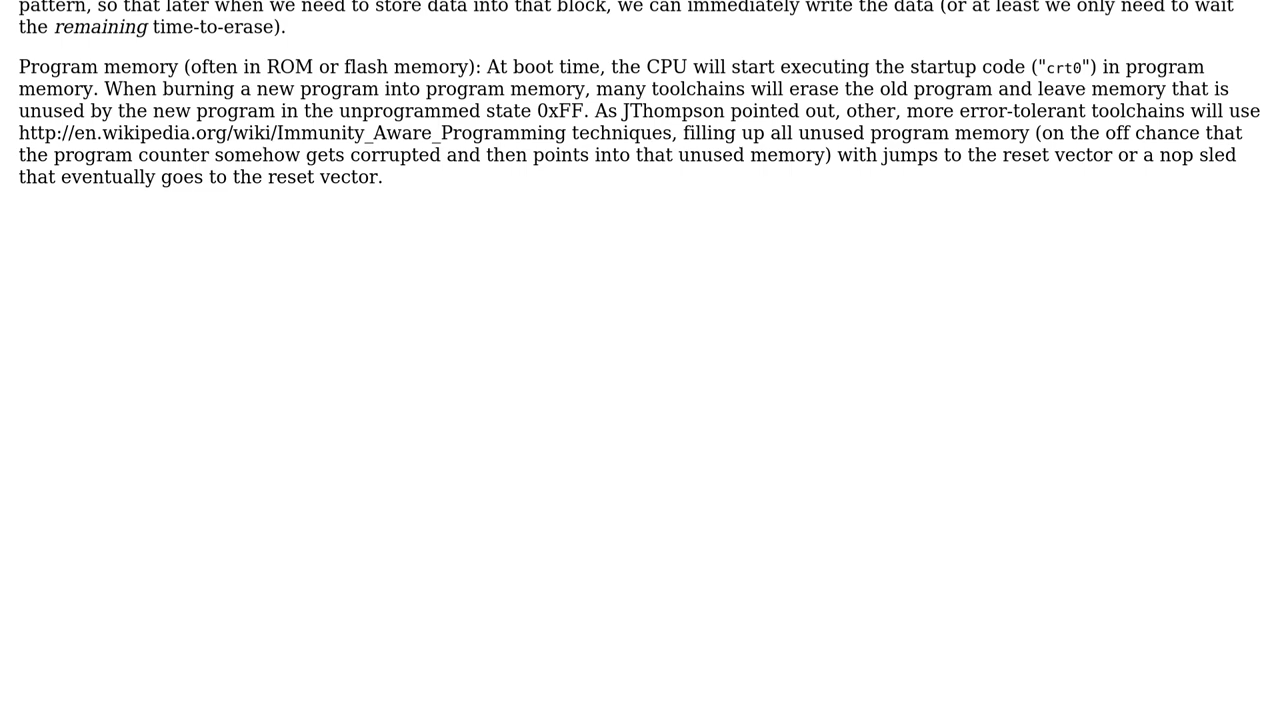 pattern, so that later when we need to store data into that block, we can immediately write the data (or at least we only need to wait
the remaining time-to-erase).
Program memory (often in ROM or flash memory): At boot time, the CPU will start executing the startup code ("crt0") in program
memory. When burning a new program into program memory, many toolchains will erase the old program and leave memory that is
unused by the new program in the unprogrammed state 0xFF. As JThompson pointed out, other, more error-tolerant toolchains will use
http://en.wikipedia.org/wiki/Immunity_Aware_Programming techniques, filling up all unused program memory (on the off chance that
the program counter somehow gets corrupted and then points into that unused memory) with jumps to the reset vector or a nop sled
that eventually goes to the reset vector.